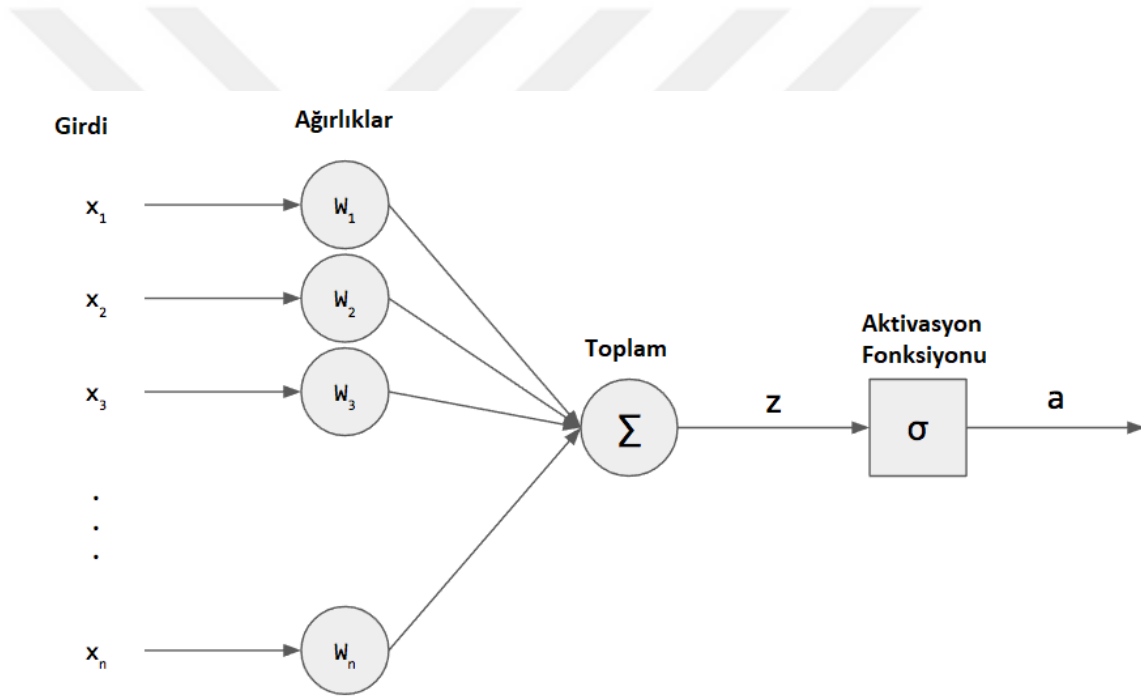 Girdi
Ağırlıklar
x₁
W₁
x₂
W₂
x₃
W₃
Toplam
Σ
z
Aktivasyon
Fonksiyonu
σ
a
.
.
.
xₙ
Wₙ